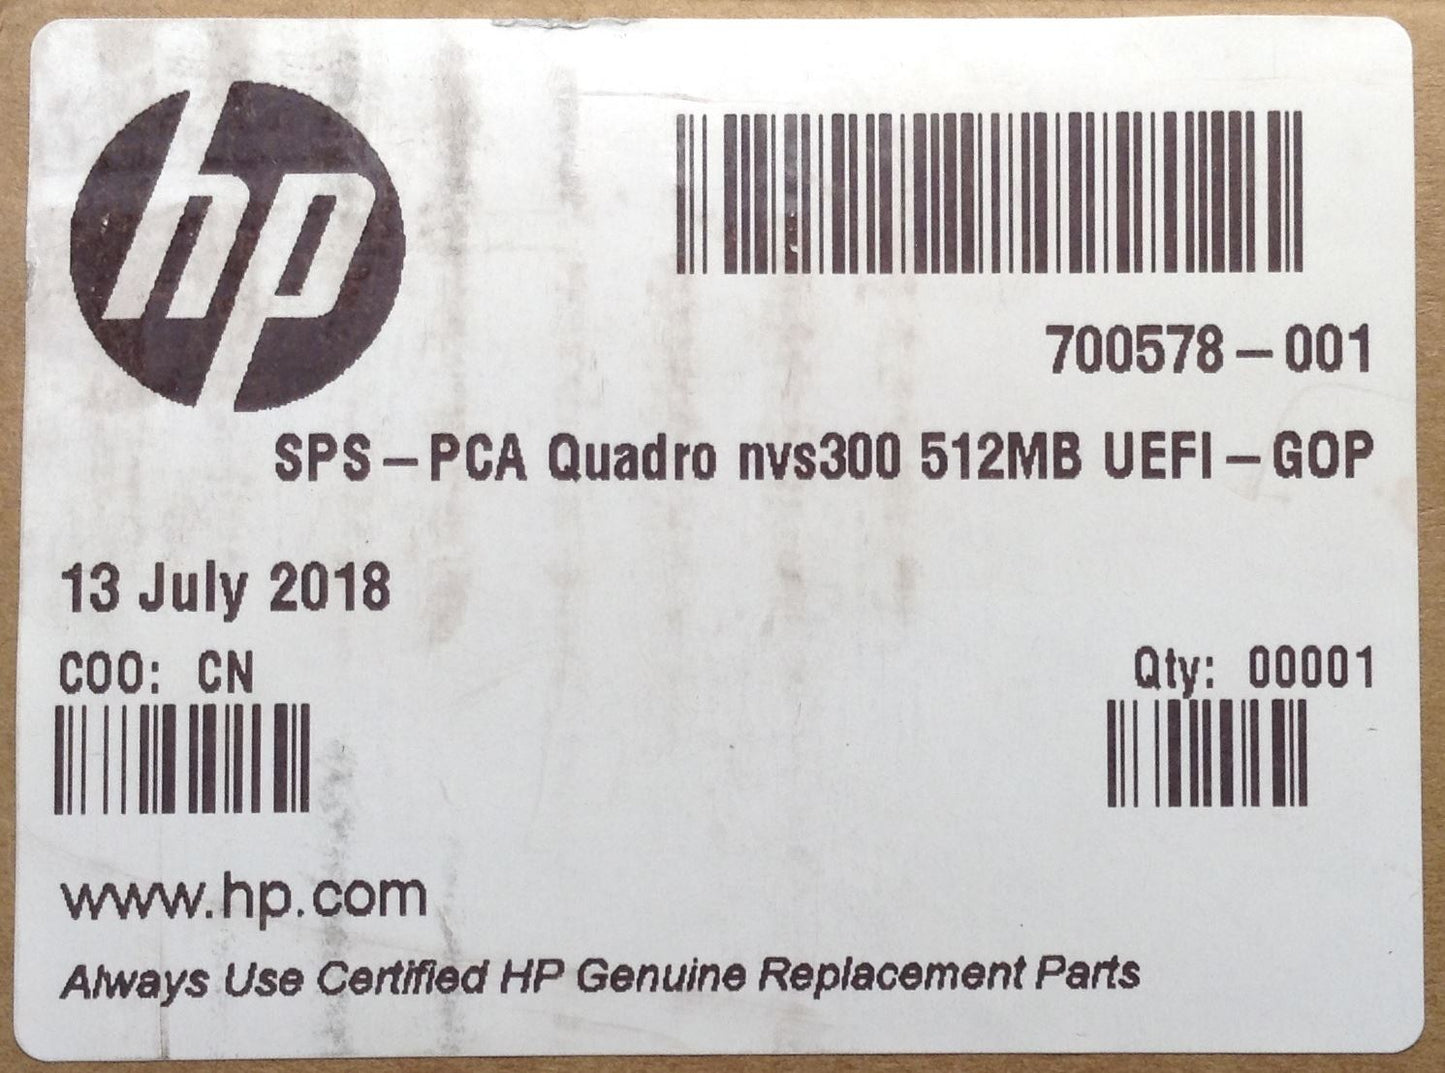 hp
700578-001
SPS-PCA Quadro nvs300 512MB UEFI-GOP
13 July 2018
COO: CN
Qty: 00001
www.hp.com
Always Use Certified HP Genuine Replacement Parts